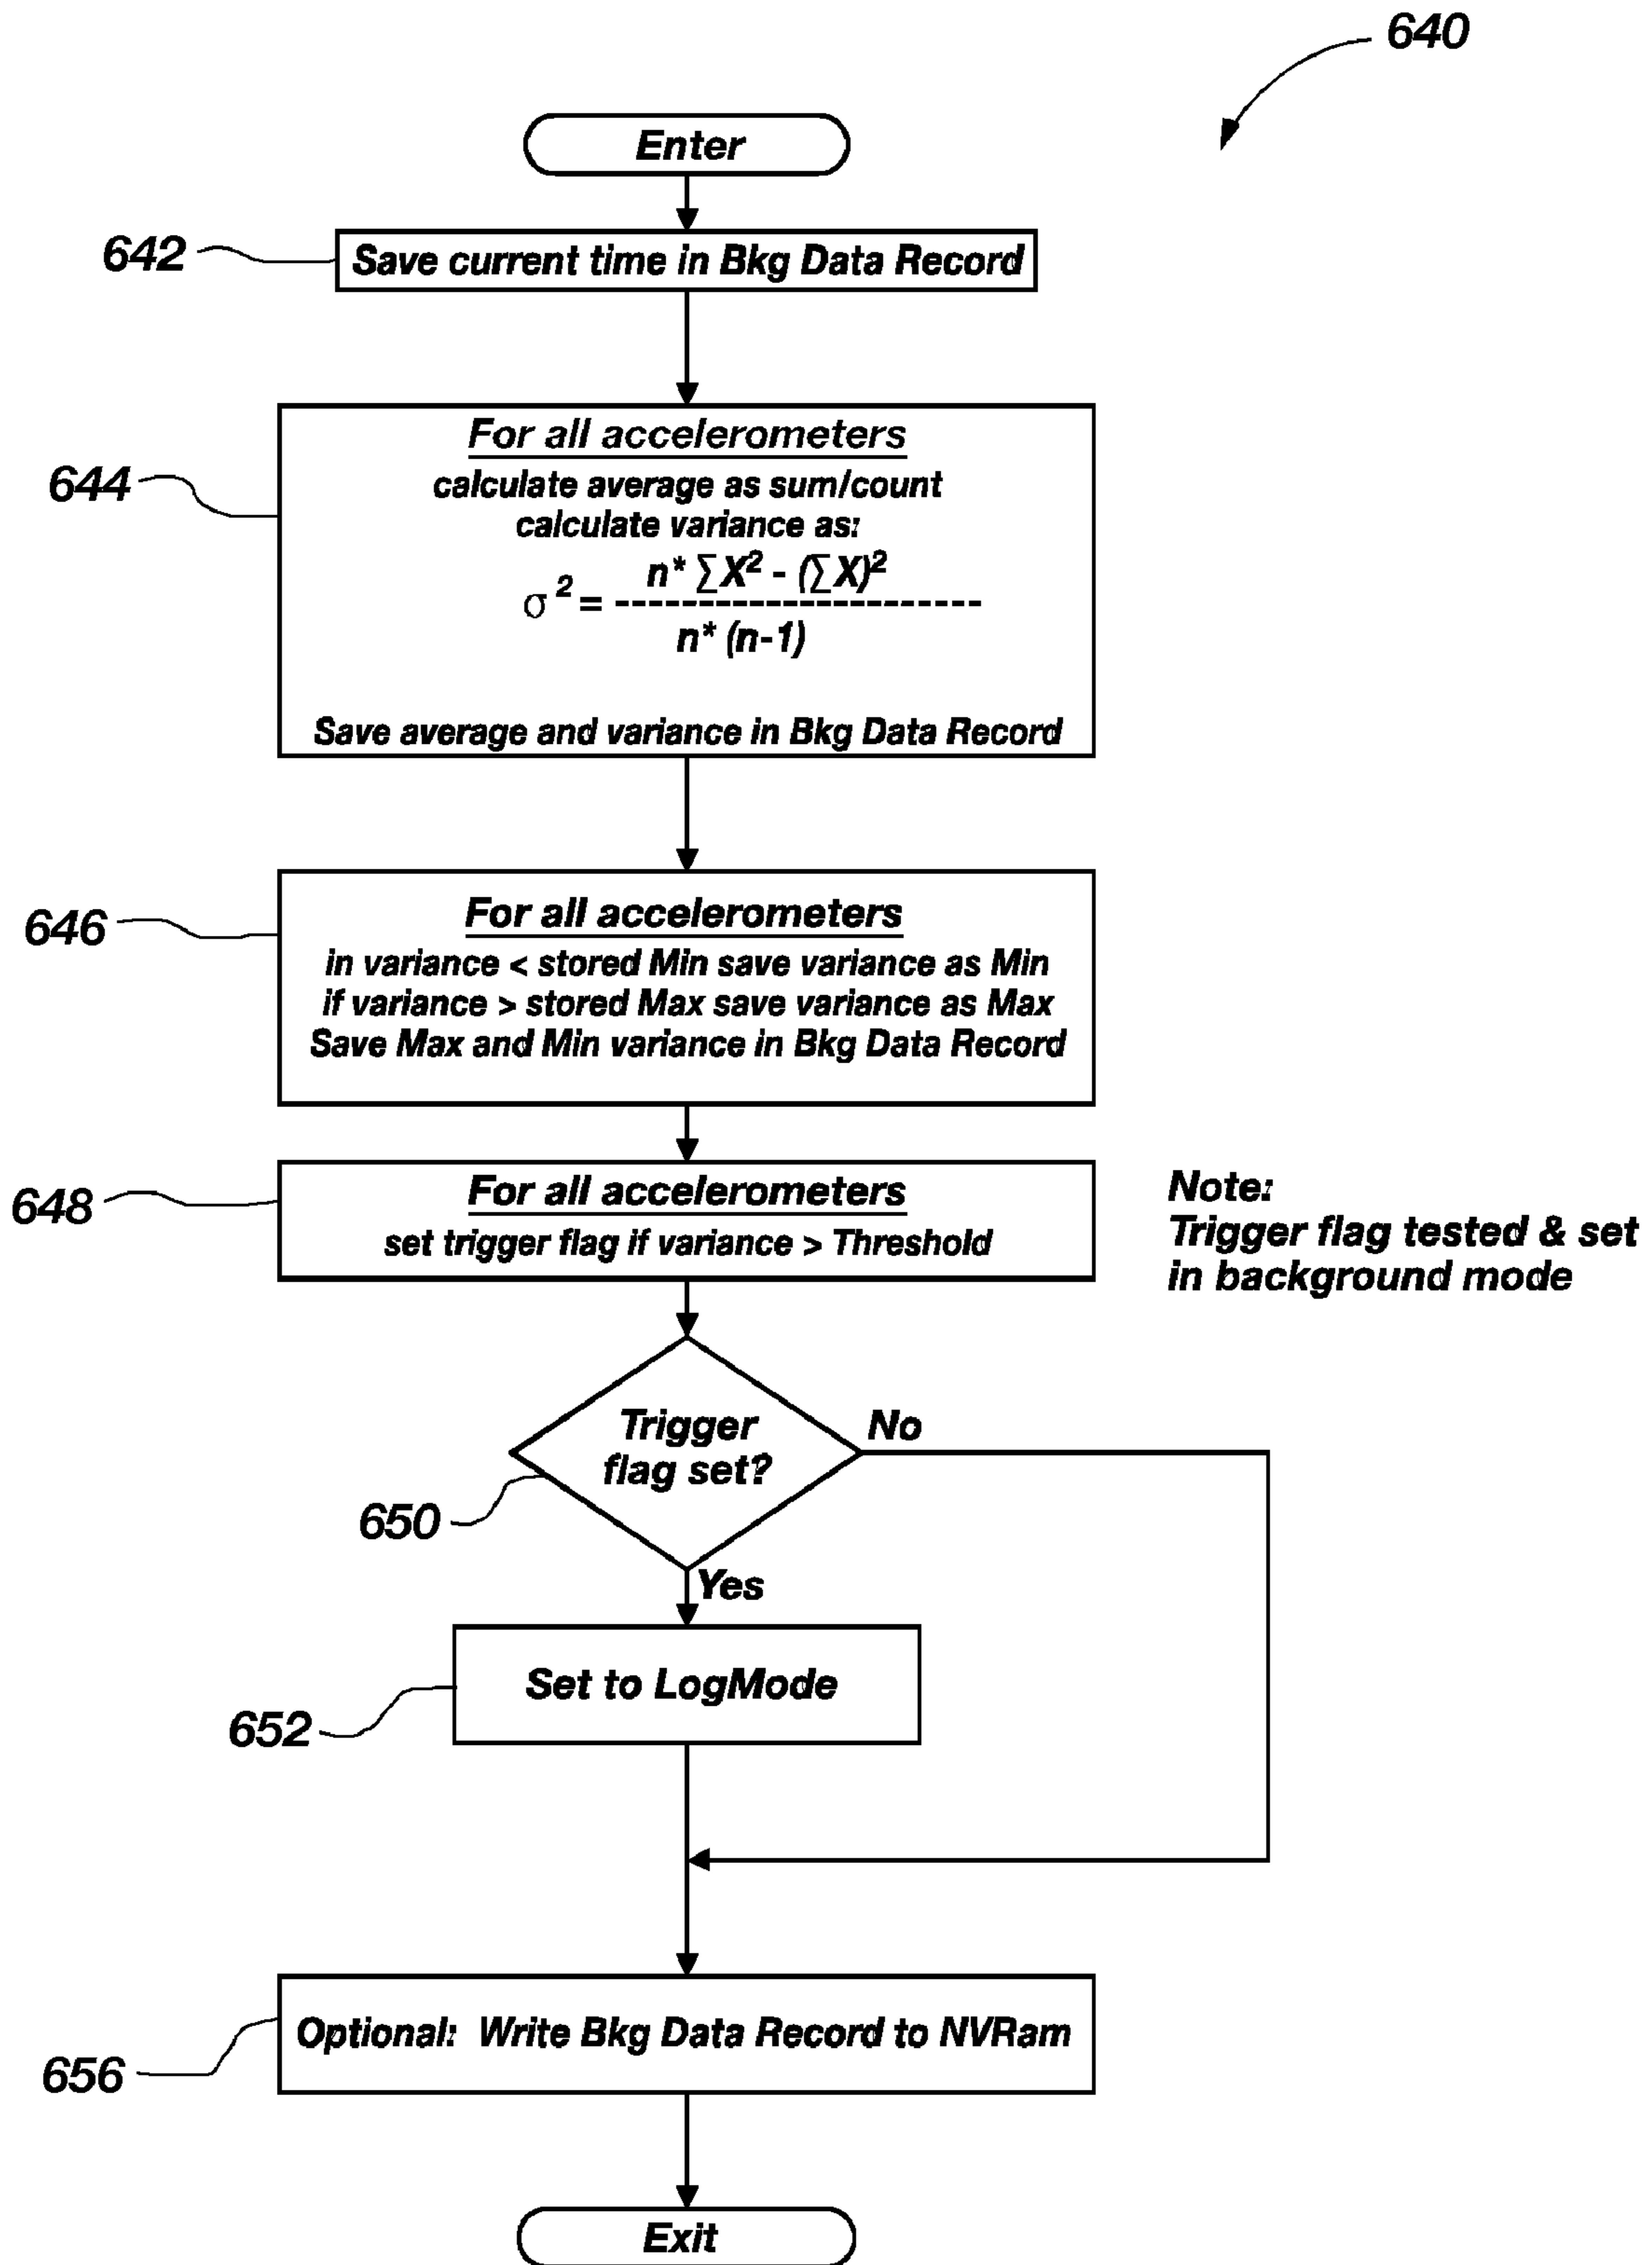 640
Enter
642
Save current time in Bkg Data Record
644
For all accelerometers
calculate average as sum/count
calculate variance as:
n* ∑X² - (∑X)²
σ² = ----------------------
n* (n-1)
Save average and variance in Bkg Data Record
646
For all accelerometers
in variance < stored Min save variance as Min
if variance > stored Max save variance as Max
Save Max and Min variance in Bkg Data Record
648
For all accelerometers
set trigger flag if variance > Threshold
Note:
Trigger flag tested & set
in background mode
Trigger
flag set?
No
650
Yes
Set to LogMode
652
Optional: Write Bkg Data Record to NVRam
656
Exit